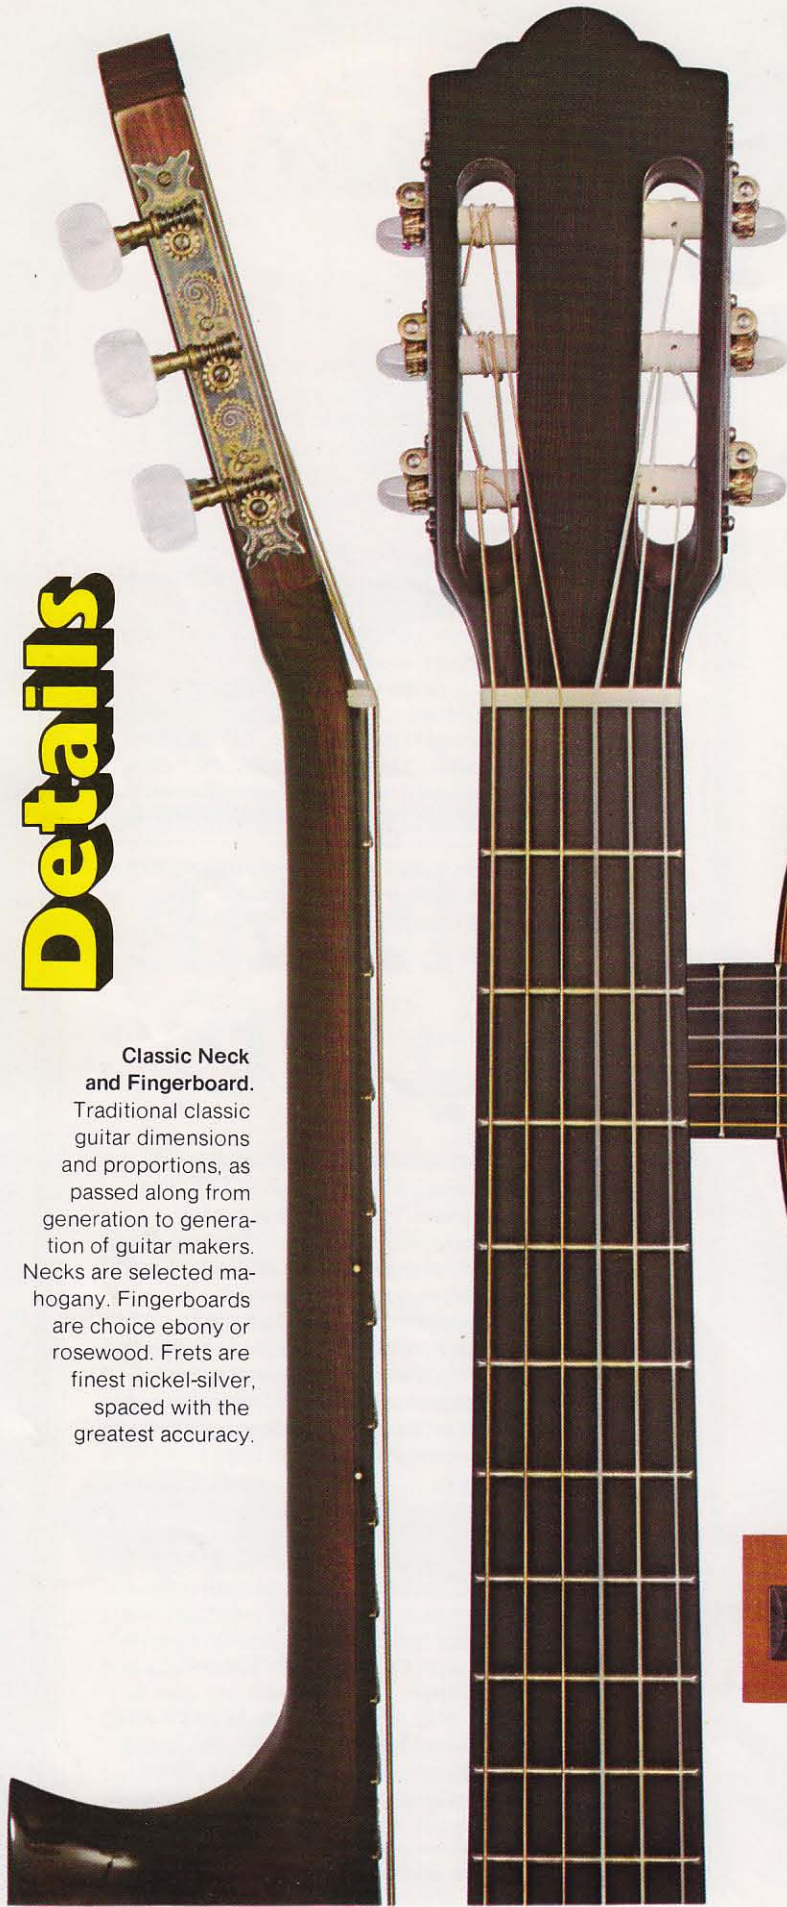 Details
Classic Neck
and Fingerboard.
Traditional classic
guitar dimensions
and proportions, as
passed along from
generation to genera-
tion of guitar makers.
Necks are selected ma-
hogany. Fingerboards
are choice ebony or
rosewood. Frets are
finest nickel-silver,
spaced with the
greatest accuracy.